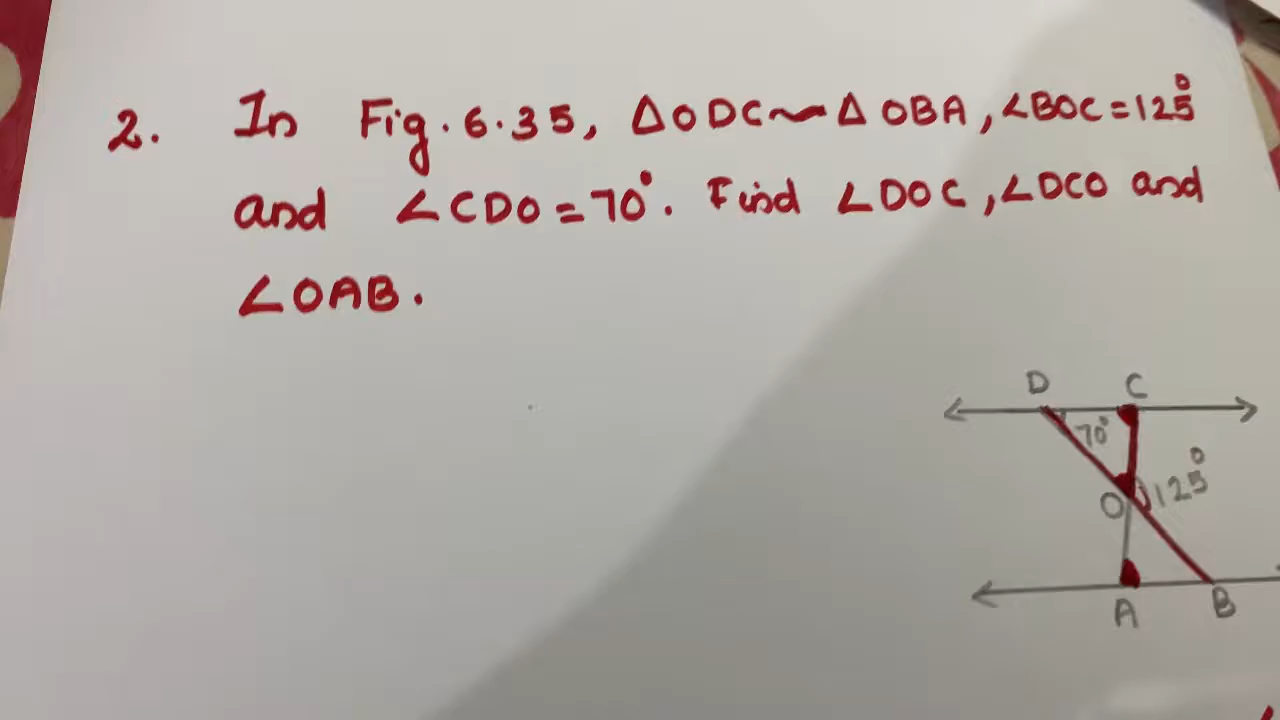 2. In Fig. 6.35, ΔODC ~ ΔOBA, ∠BOC = 125°
and ∠CDO = 70°. Find ∠DOC, ∠DCO and
∠OAB.
D C
70°
O 125°
A B